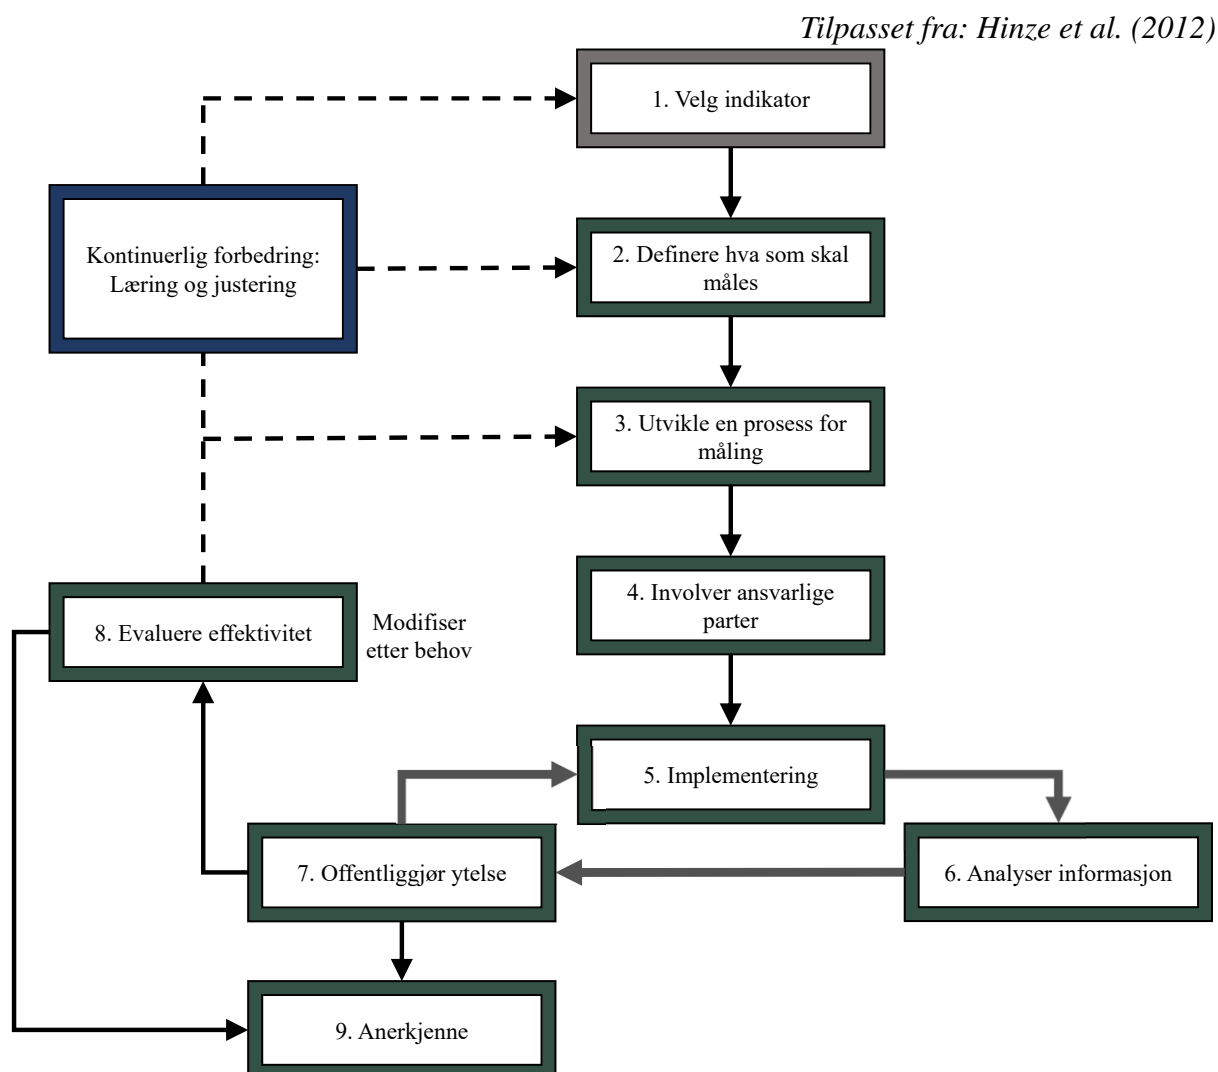 Tilpasset fra: Hinze et al. (2012)
1. Velg indikator
Kontinuerlig forbedring:
Læring og justering
2. Definere hva som skal
måles
3. Utvikle en prosess for
måling
4. Involver ansvarlige
parter
8. Evaluere effektivitet
Modifiser
etter behov
5. Implementering
7. Offentliggjør ytelse
6. Analyser informasjon
9. Anerkjenne